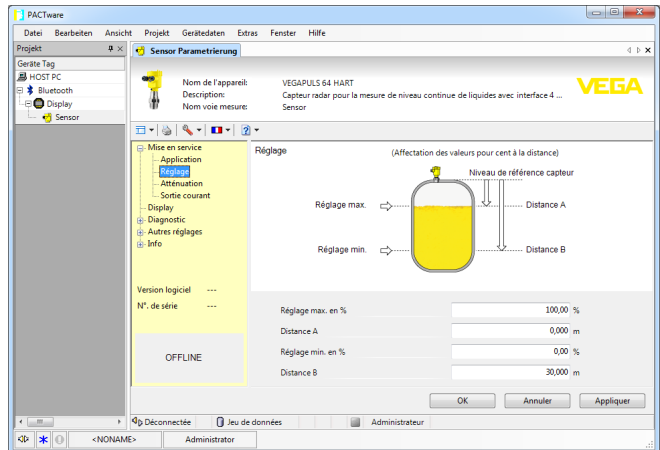 PACTware
Datei Bearbeiten Ansicht Projekt Gerätedaten Extras Fenster Hilfe
Projekt
Geräte Tag
HOST PC
Bluetooth
Display
Sensor
Sensor Parametrierung
Nom de l'appareil: VEGAPULS 64 HART
Description: Capteur radar pour la mesure de niveau continue de liquides avec interface 4 ...
Nom voie mesure: Sensor
VEGA
Mise en service
Application
Réglage
Atténuation
Sortie courant
Display
Diagnostic
Autres réglages
Info
Version logiciel ---
N°. de série ---
OFFLINE
Réglage (Affectation des valeurs pour cent à la distance)
Niveau de référence capteur
Réglage max. Distance A
Réglage min. Distance B
Réglage max. en % 100,00 %
Distance A 0,000 m
Réglage min. en % 0,00 %
Distance B 30,000 m
OK Annuler Appliquer
Déconnectée Jeu de données Administrateur
<NONAME> Administrator